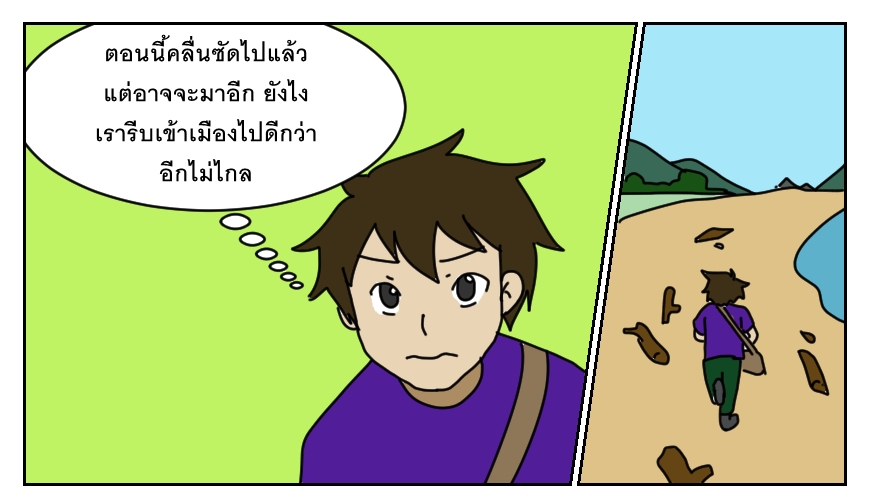 ตอนนี้คลื่นซัดไปแล้ว
แต่อาจจะมาอีก ยังไง
เรารีบเข้าเมืองไปดีกว่า
อีกไม่ไกล